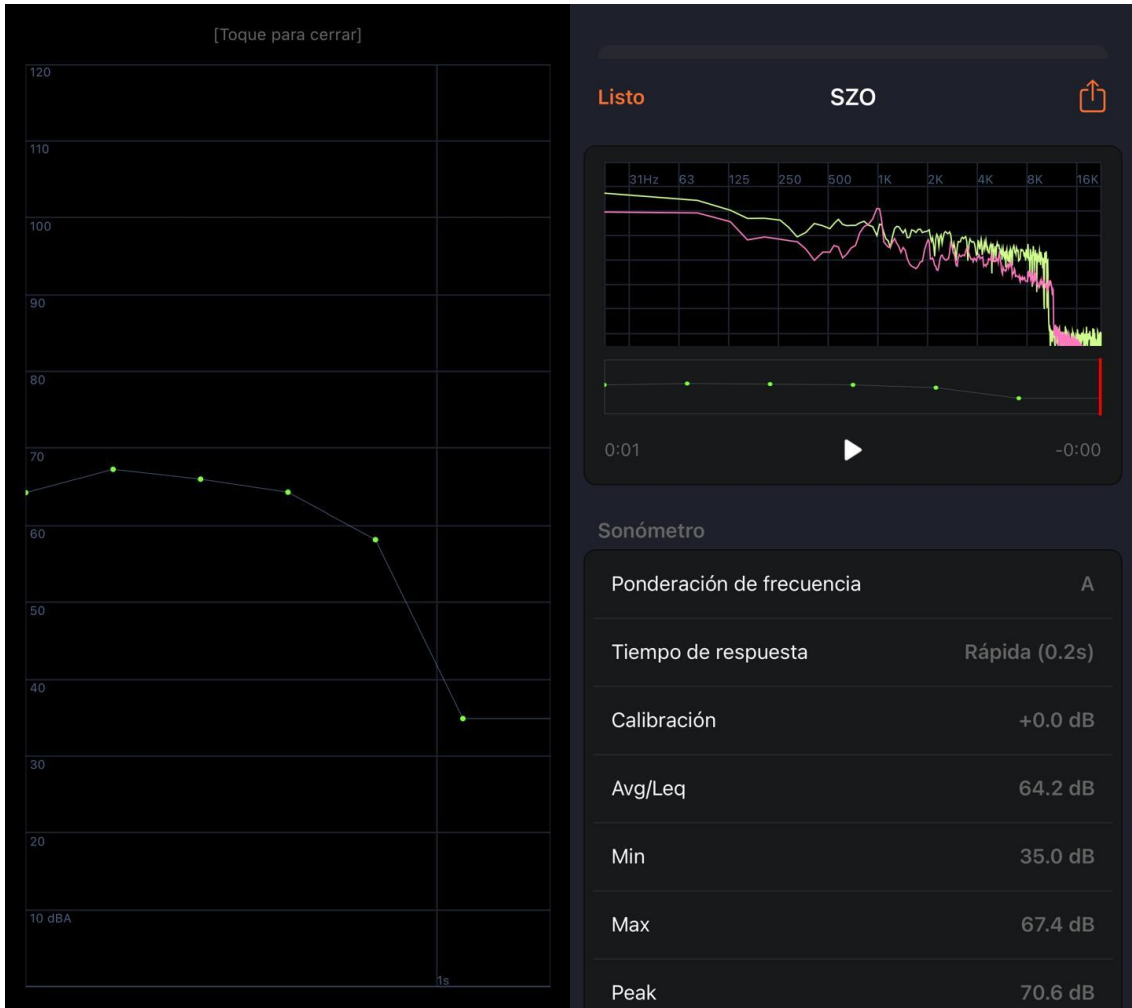 [Toque para cerrar]
120
110
100
90
80
70
60
50
40
30
20
10 dBA
1s
Listo
SZO
31Hz 63 125 250 500 1K 2K 4K 8K 16K
0:01
-0:00
Sonómetro
Ponderación de frecuencia A
Tiempo de respuesta Rápida (0.2s)
Calibración +0.0 dB
Avg/Leq 64.2 dB
Min 35.0 dB
Max 67.4 dB
Peak 70.6 dB